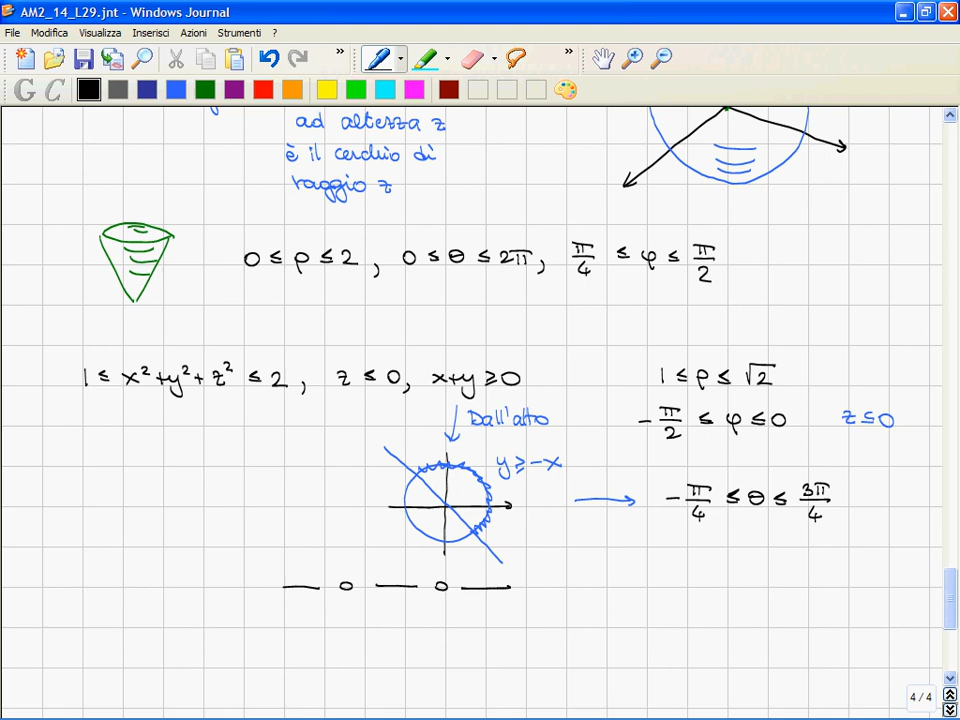 AM2_14_L29.jnt - Windows Journal
File Modifica Visualizza Inserisci Azioni Strumenti ?
ad altezza z
è il cerchio di
raggio z
0 ≤ ρ ≤ 2 , 0 ≤ θ ≤ 2π, π/4 ≤ φ ≤ π/2
1 ≤ x²+y²+z² ≤ 2, z ≤ 0, x+y ≥ 0
1 ≤ ρ ≤ √2
Dall'alto
-π/2 ≤ φ ≤ 0 z ≤ 0
y ≥ -x
-π/4 ≤ θ ≤ 3π/4
— o — o —
4 / 4